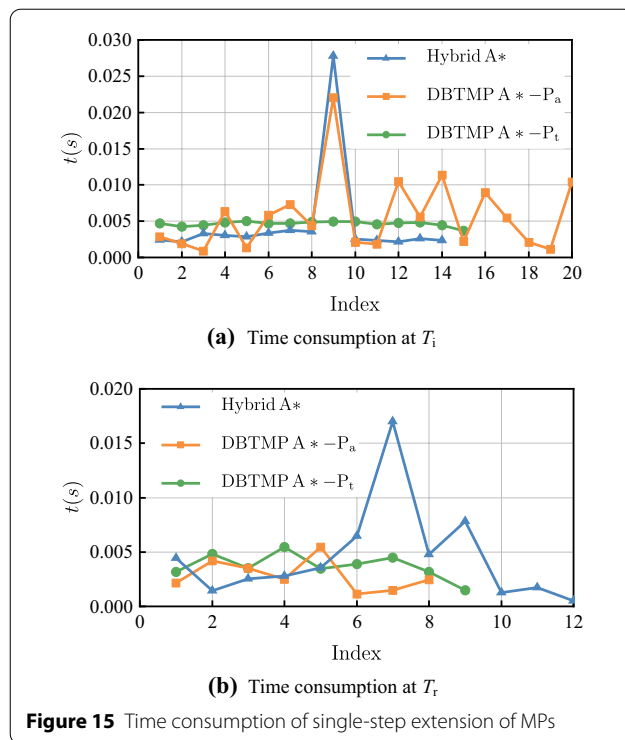 0.030
0.025
0.020
0.015
0.010
0.005
0.000
t(s)
Hybrid A*
DBTMP A * −Pa
DBTMP A * −Pt
0 2 4 6 8 10 12 14 16 18 20
Index
(a) Time consumption at Ti
0.020
0.015
0.010
0.005
0.000
t(s)
Hybrid A*
DBTMP A * −Pa
DBTMP A * −Pt
0 2 4 6 8 10 12
Index
(b) Time consumption at Tr
Figure 15 Time consumption of single-step extension of MPs